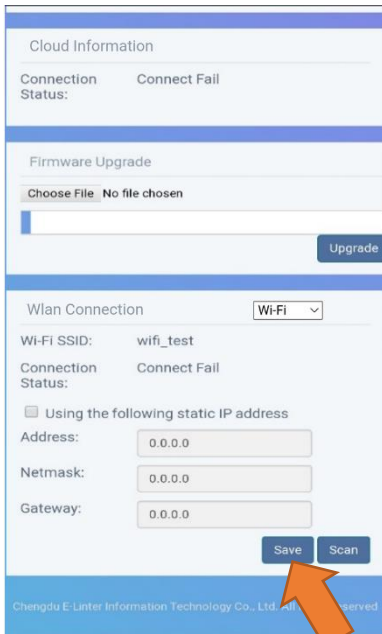 Cloud Information
Connection Connect Fail
Status:
Firmware Upgrade
Choose File No file chosen
Upgrade
Wlan Connection Wi-Fi
Wi-Fi SSID: wifi_test
Connection Connect Fail
Status:
Using the following static IP address
Address: 0.0.0.0
Netmask: 0.0.0.0
Gateway: 0.0.0.0
Save Scan
Chengdu E-Linter Information Technology Co., Ltd. All served